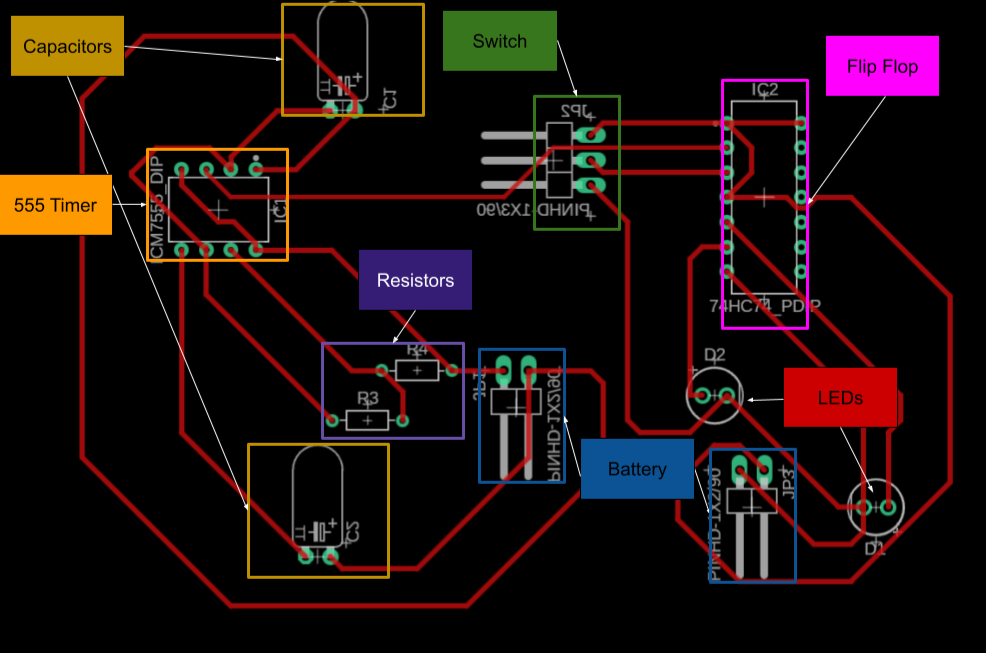 Capacitors
Switch
Flip Flop
C1
IC2
JP2
555 Timer
ICM7555_DIP
IC1
PINHD-1X3/90
Resistors
74HC74_PDIP
R4
D2
R3
JP1
PINHD-1X2/90
LEDs
Battery
JP3
PINHD-1X2/90
C2
D1